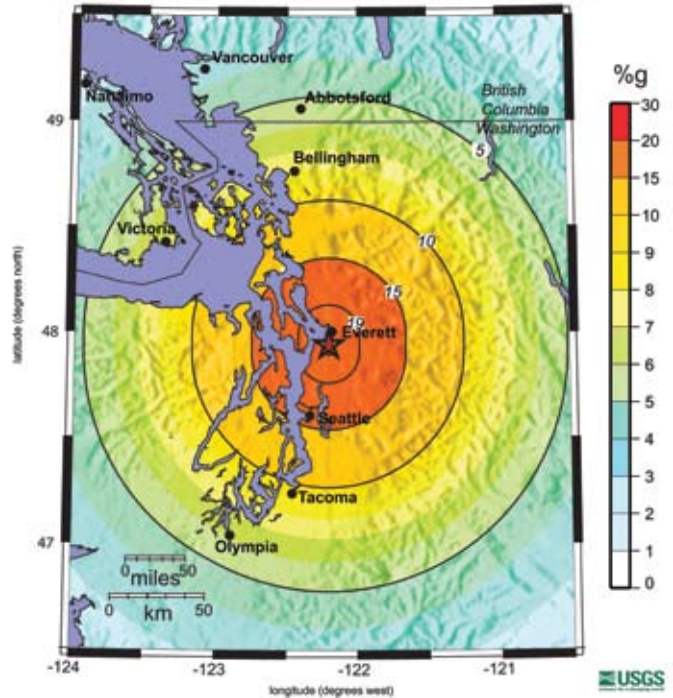 Vancouver
Nanaimo
Abbotsford
British
Columbia
Washington
5
Bellingham
Victoria
10
15
19
Everett
Seattle
Tacoma
Olympia
0 miles 50
0 km 50
49
48
47
-124
-123
-122
-121
latitude (degrees north)
longitude (degrees west)
%g
30
20
15
10
9
8
7
6
5
4
3
2
1
0
USGS